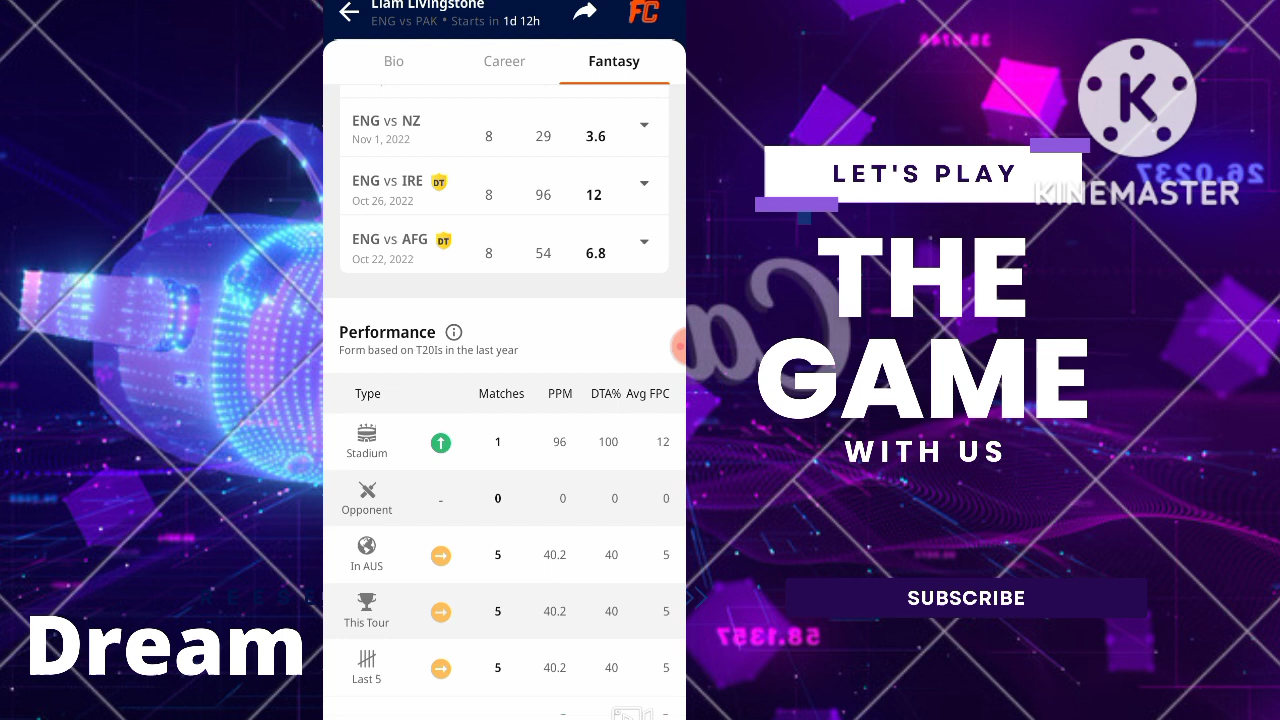 Liam Livingstone
ENG vs PAK • Starts in 1d 12h
FC
Bio Career Fantasy
ENG vs NZ
Nov 1, 2022 8 29 3.6
ENG vs IRE DT
Oct 26, 2022 8 96 12
ENG vs AFG DT
Oct 22, 2022 8 54 6.8
Performance
Form based on T20Is in the last year
Type Matches PPM DTA% Avg FPC
Stadium 1 96 100 12
Opponent - 0 0 0 0
In AUS 5 40.2 40 5
This Tour 5 40.2 40 5
Last 5 5 40.2 40 5
Dream
K
KINEMASTER
26.0237
LET'S PLAY
THE
GAME
WITH US
SUBSCRIBE
58.1357